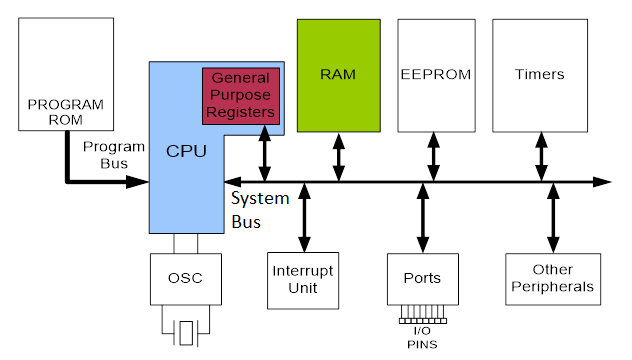 PROGRAM
ROM
Program
Bus
CPU
General
Purpose
Registers
RAM
EEPROM
Timers
System
Bus
OSC
Interrupt
Unit
Ports
I/O
PINS
Other
Peripherals